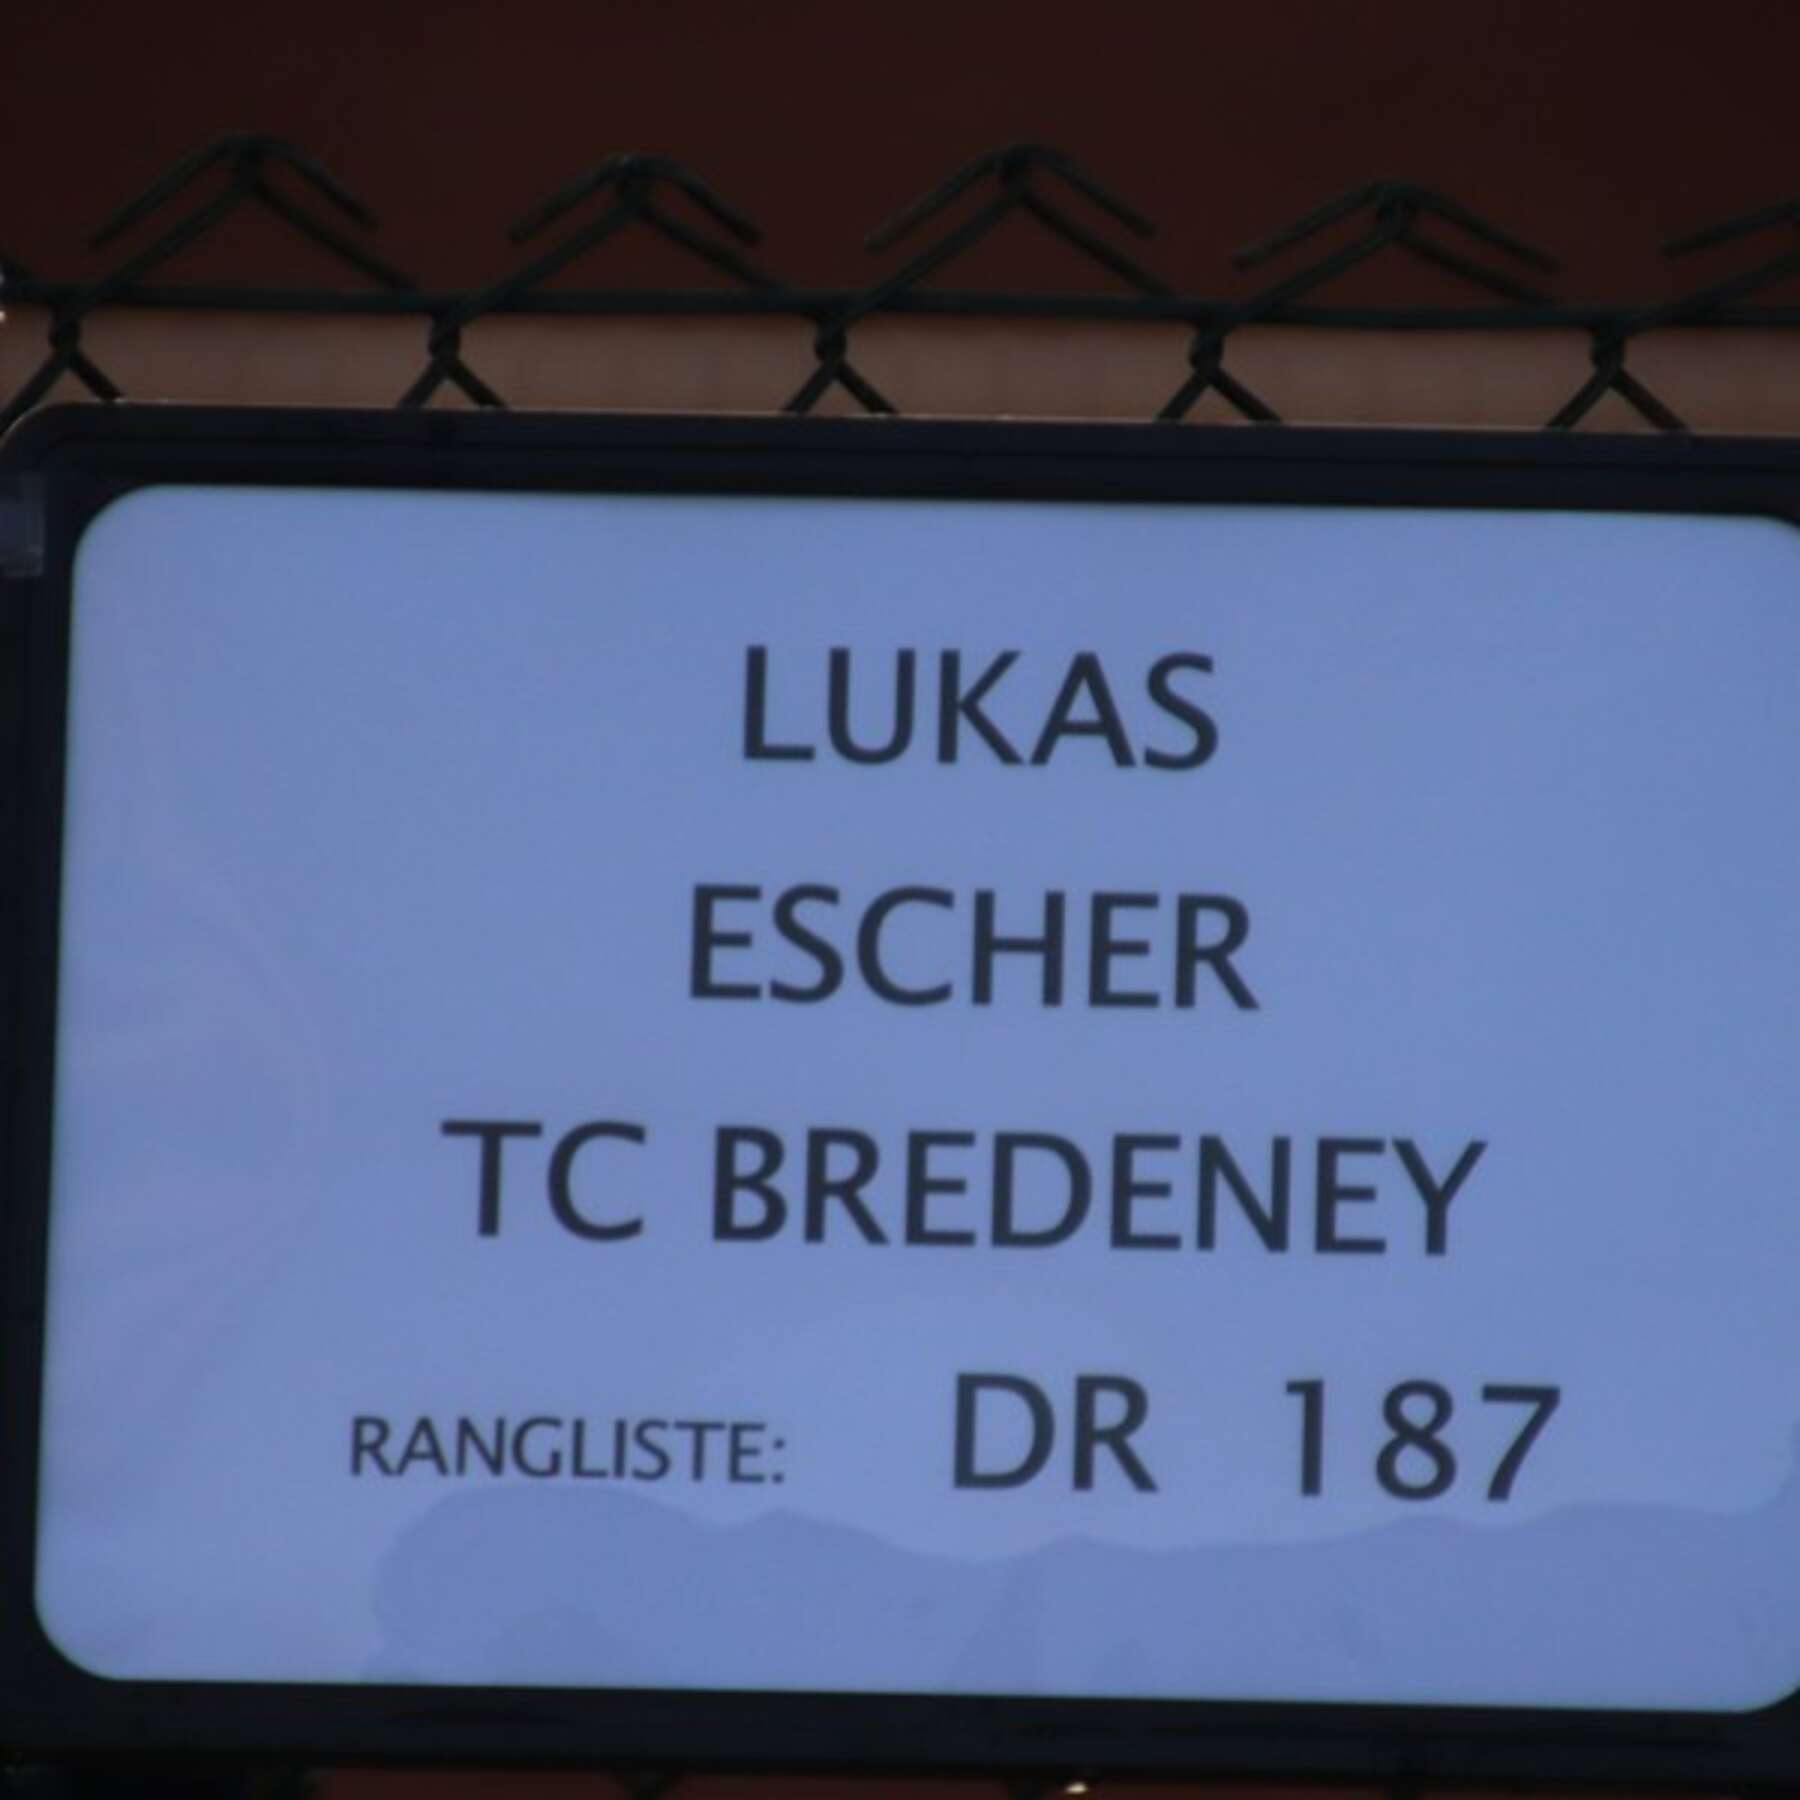 LUKAS
ESCHER
TC BREDENEY
RANGLISTE: DR 187